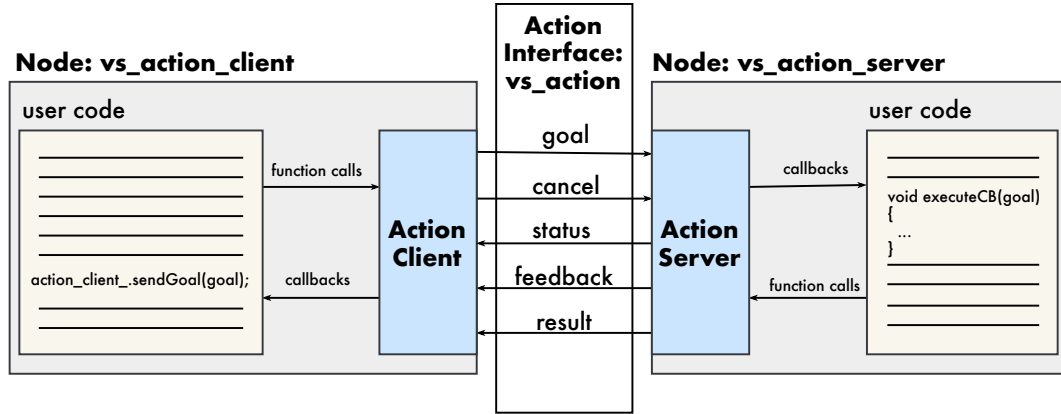 Node: vs_action_client
user code
function calls
action_client_.sendGoal(goal);
callbacks
Action
Client
Action
Interface:
vs_action
goal
cancel
status
feedback
result
Node: vs_action_server
user code
Action
Server
callbacks
void executeCB(goal)
{
...
}
function calls